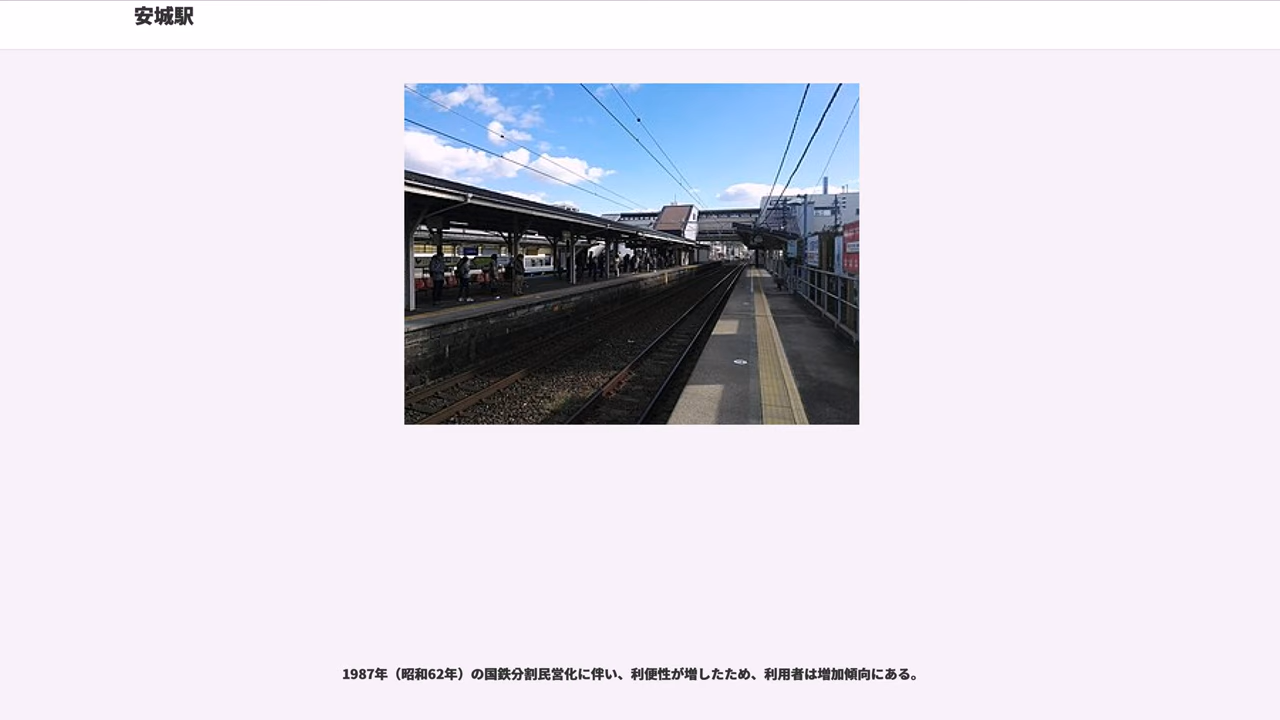 安城駅
1987年（昭和62年）の国鉄分割民営化に伴い、利便性が増したため、利用者は増加傾向にある。